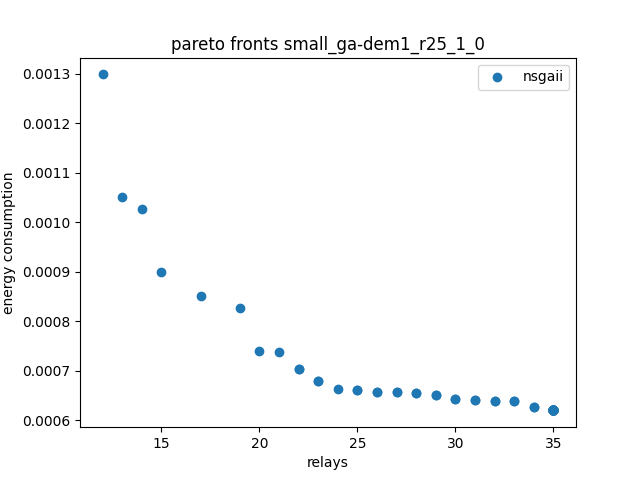 pareto fronts small_ga-dem1_r25_1_0
nsgaii
energy consumption
0.0013
0.0012
0.0011
0.0010
0.0009
0.0008
0.0007
0.0006
15 20 25 30 35
relays